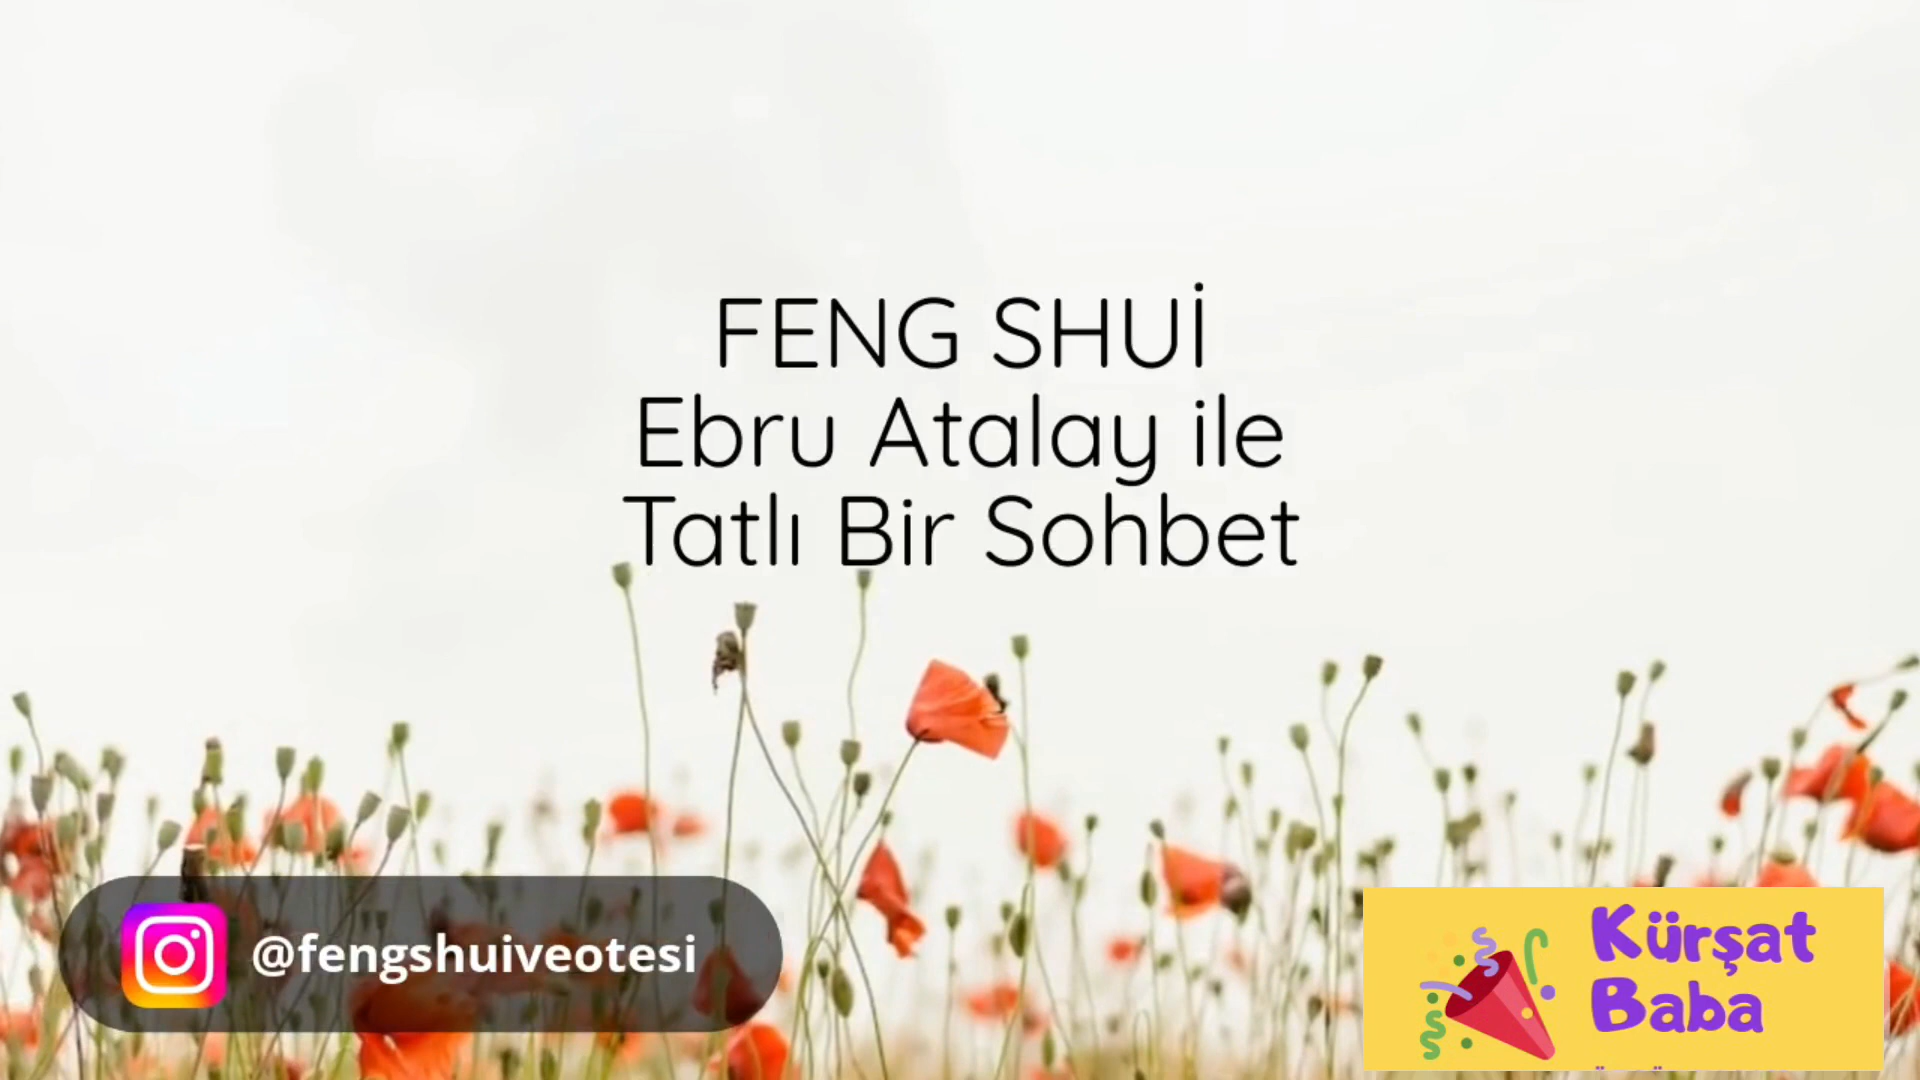 FENG SHUİ
Ebru Atalay ile
Tatlı Bir Sohbet
@fengshuiveotesi
Kürşat
Baba